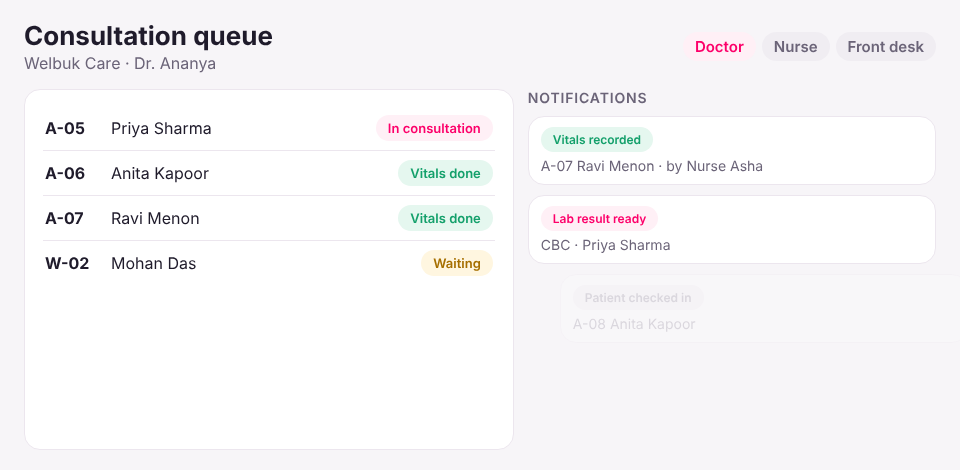 Consultation queue
Welbuk Care · Dr. Ananya
Doctor
Nurse
Front desk
A-05 Priya Sharma In consultation
A-06 Anita Kapoor Vitals done
A-07 Ravi Menon Vitals done
W-02 Mohan Das Waiting
NOTIFICATIONS
Vitals recorded
A-07 Ravi Menon · by Nurse Asha
Lab result ready
CBC · Priya Sharma
Patient checked in
A-08 Anita Kapoor